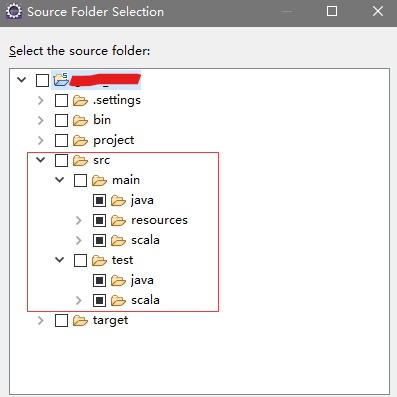 Source Folder Selection
Select the source folder:
.settings
bin
project
src
main
java
resources
scala
test
java
scala
target